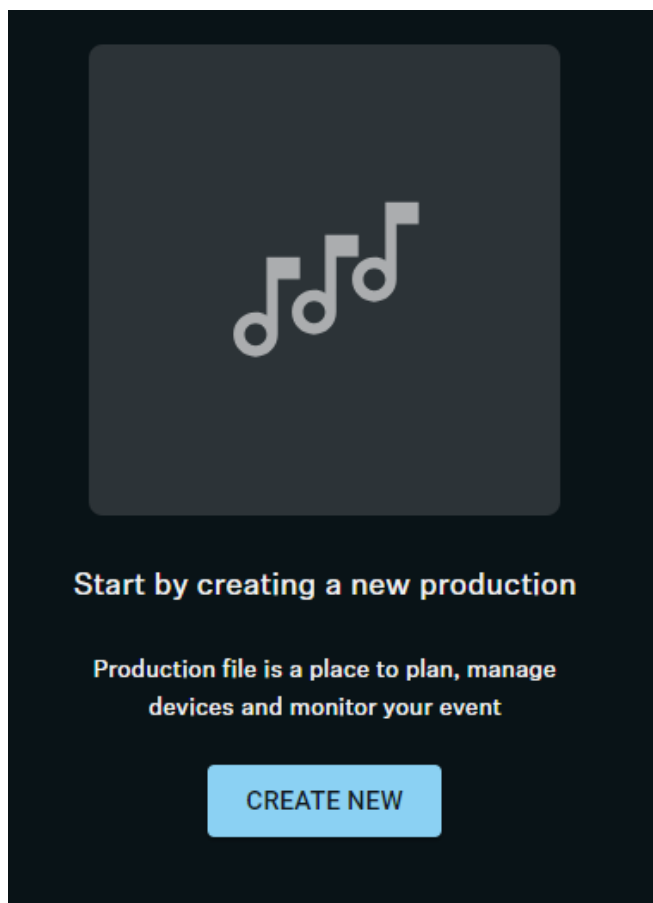 Start by creating a new production
Production file is a place to plan, manage
devices and monitor your event
CREATE NEW